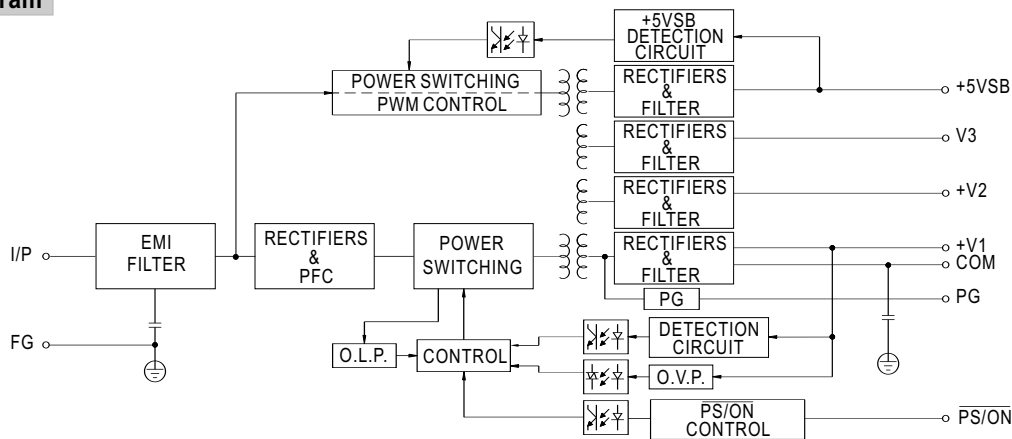 ram
+5VSB
DETECTION
CIRCUIT
POWER SWITCHING
PWM CONTROL
RECTIFIERS
&
FILTER
+5VSB
RECTIFIERS
&
FILTER
V3
RECTIFIERS
&
FILTER
+V2
I/P
EMI
FILTER
RECTIFIERS
&
PFC
POWER
SWITCHING
RECTIFIERS
&
FILTER
+V1
COM
PG
PG
FG
O.L.P.
CONTROL
DETECTION
CIRCUIT
O.V.P.
PS/ON
CONTROL
PS/ON